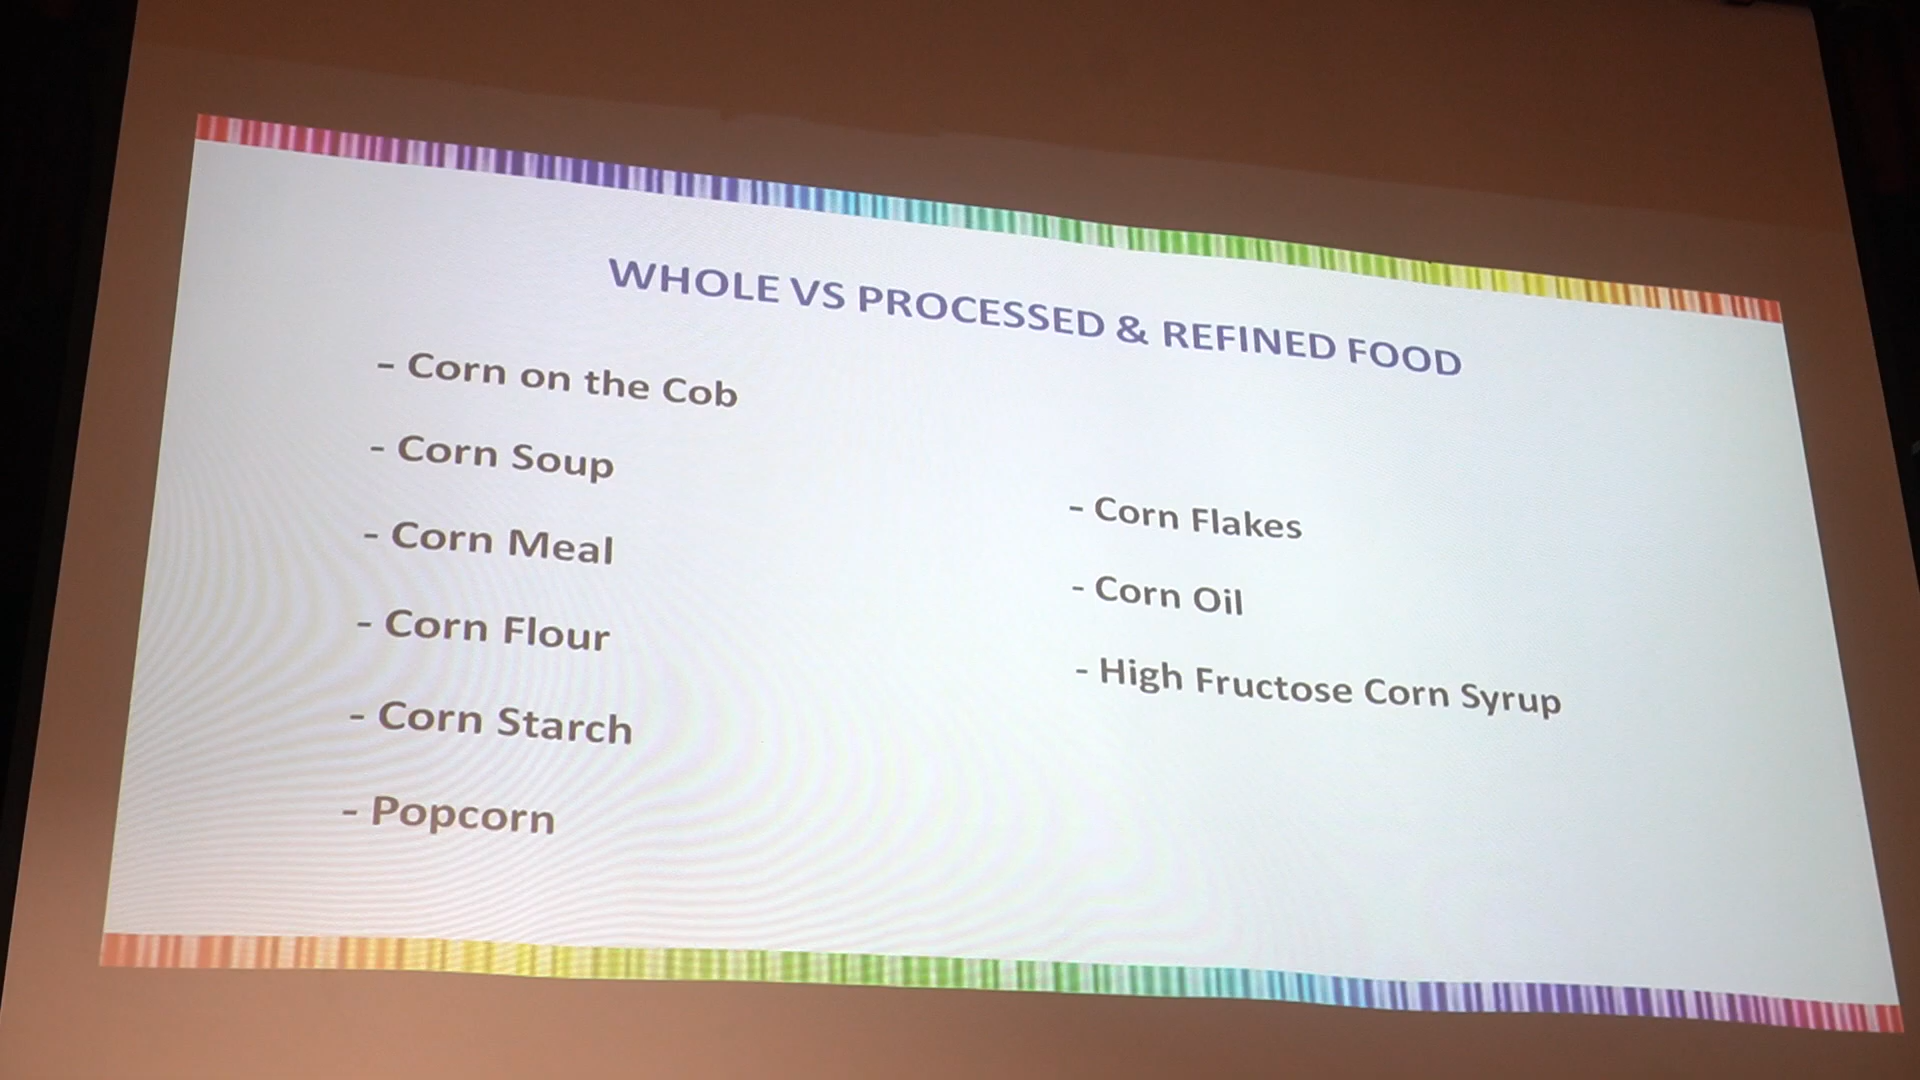 WHOLE VS PROCESSED & REFINED FOOD
- Corn on the Cob
- Corn Soup
- Corn Meal
- Corn Flour
- Corn Starch
- Popcorn
- Corn Flakes
- Corn Oil
- High Fructose Corn Syrup